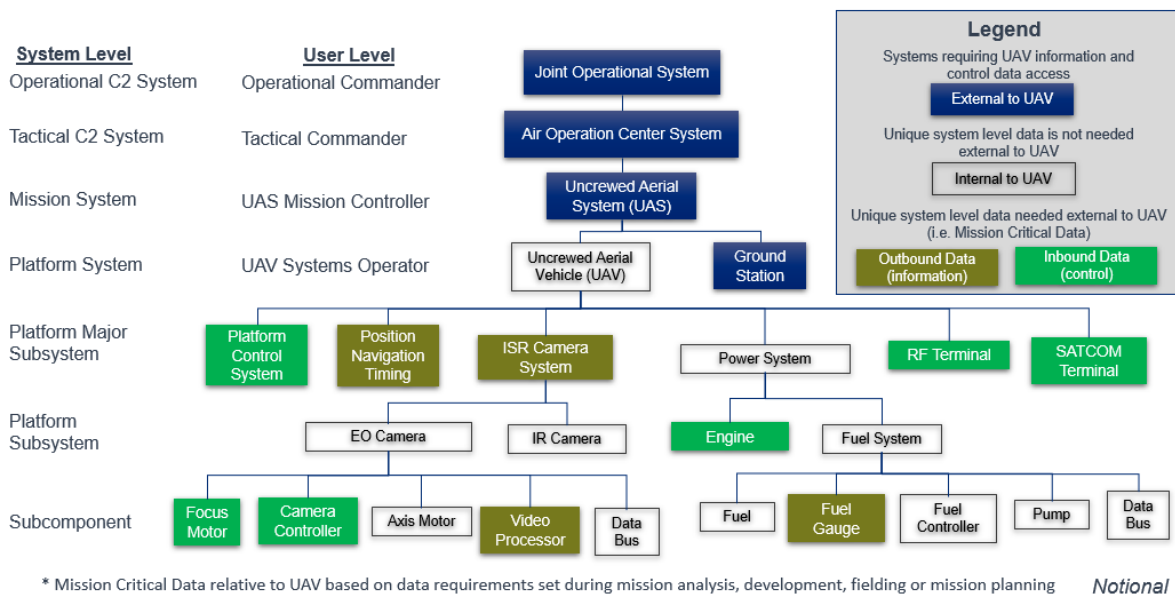 System Level
User Level
Operational C2 System
Operational Commander
Joint Operational System
Tactical C2 System
Tactical Commander
Air Operation Center System
Mission System
UAS Mission Controller
Uncrewed Aerial
System (UAS)
Platform System
UAV Systems Operator
Uncrewed Aerial
Vehicle (UAV)
Ground
Station
Platform Major
Subsystem
Platform
Control
System
Position
Navigation
Timing
ISR Camera
System
Power System
RF Terminal
SATCOM
Terminal
Platform
Subsystem
EO Camera
IR Camera
Engine
Fuel System
Subcomponent
Focus
Motor
Camera
Controller
Axis Motor
Video
Processor
Data
Bus
Fuel
Fuel
Gauge
Fuel
Controller
Pump
Data
Bus
Legend
Systems requiring UAV information and
control data access
External to UAV
Unique system level data is not needed
external to UAV
Internal to UAV
Unique system level data needed external to UAV
(i.e. Mission Critical Data)
Outbound Data
(information)
Inbound Data
(control)
* Mission Critical Data relative to UAV based on data requirements set during mission analysis, development, fielding or mission planning
Notional